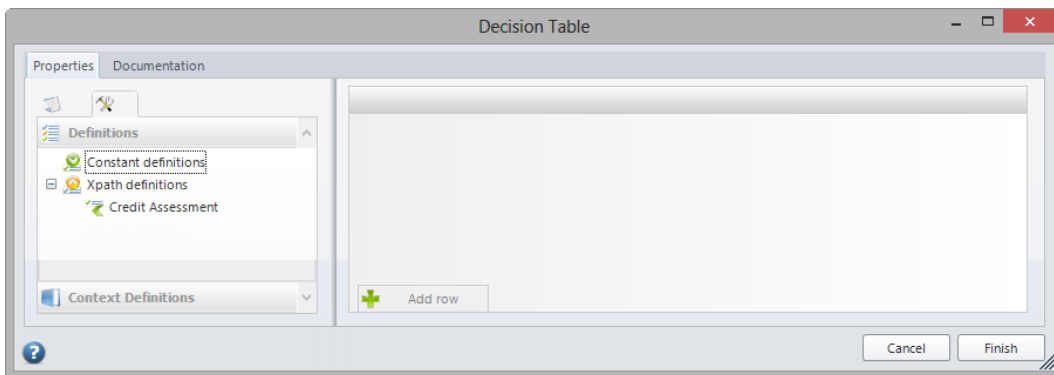 Decision Table
Properties Documentation
Definitions
Constant definitions
Xpath definitions
Credit Assessment
Context Definitions
Add row
Cancel Finish